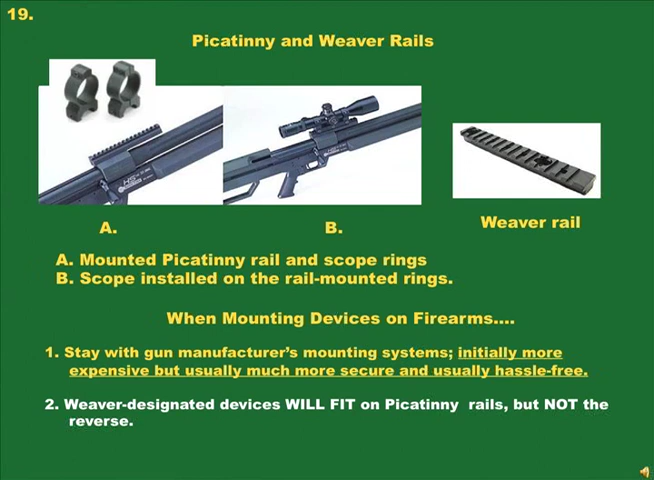 19.
Picatinny and Weaver Rails
HS
A.
B.
Weaver rail
A. Mounted Picatinny rail and scope rings
B. Scope installed on the rail-mounted rings.
When Mounting Devices on Firearms....
1. Stay with gun manufacturer's mounting systems; initially more
expensive but usually much more secure and usually hassle-free.
2. Weaver-designated devices WILL FIT on Picatinny rails, but NOT the
reverse.